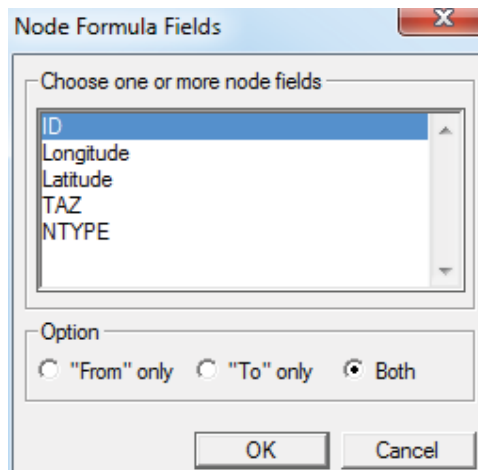 Node Formula Fields
Choose one or more node fields
ID
Longitude
Latitude
TAZ
NTYPE
Option
"From" only "To" only Both
OK Cancel